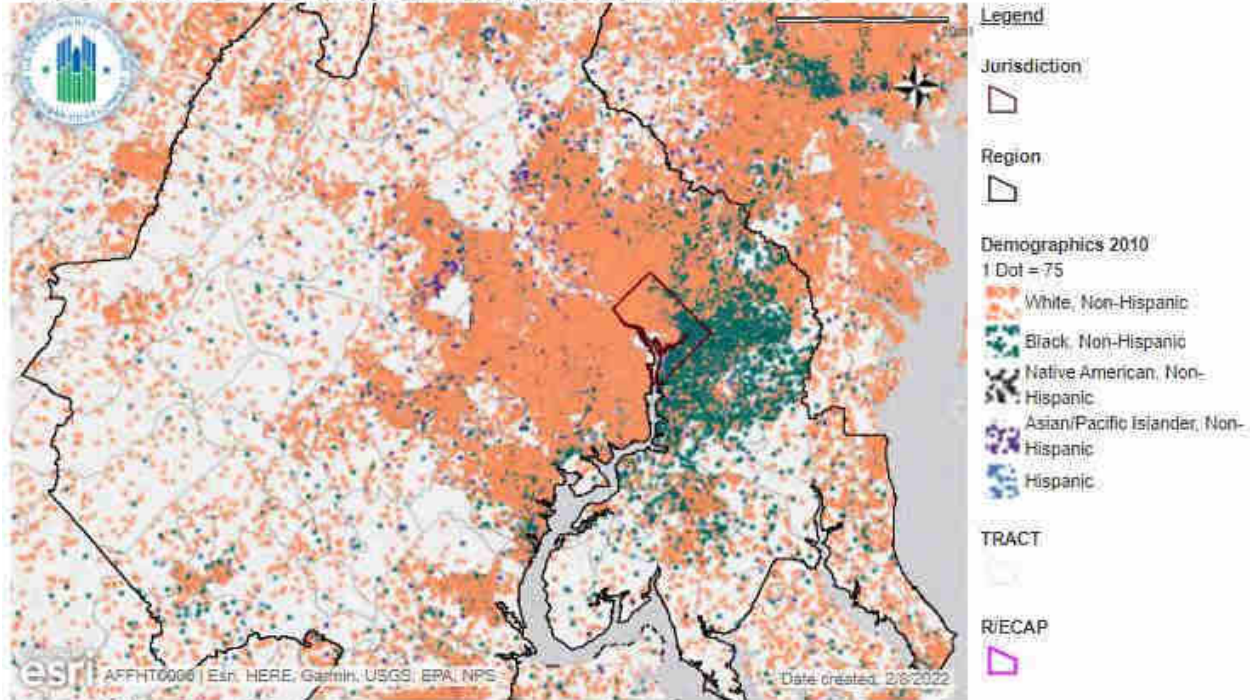 Legend
Jurisdiction
Region
Demographics 2010
1 Dot = 75
White, Non-Hispanic
Black, Non-Hispanic
Native American, Non-
Hispanic
Asian/Pacific Islander, Non-
Hispanic
Hispanic
TRACT
R/ECAP
esri
AFFHT0006 | Esri, HERE, Garmin, USGS, EPA, NPS
Date created: 2/8/2022